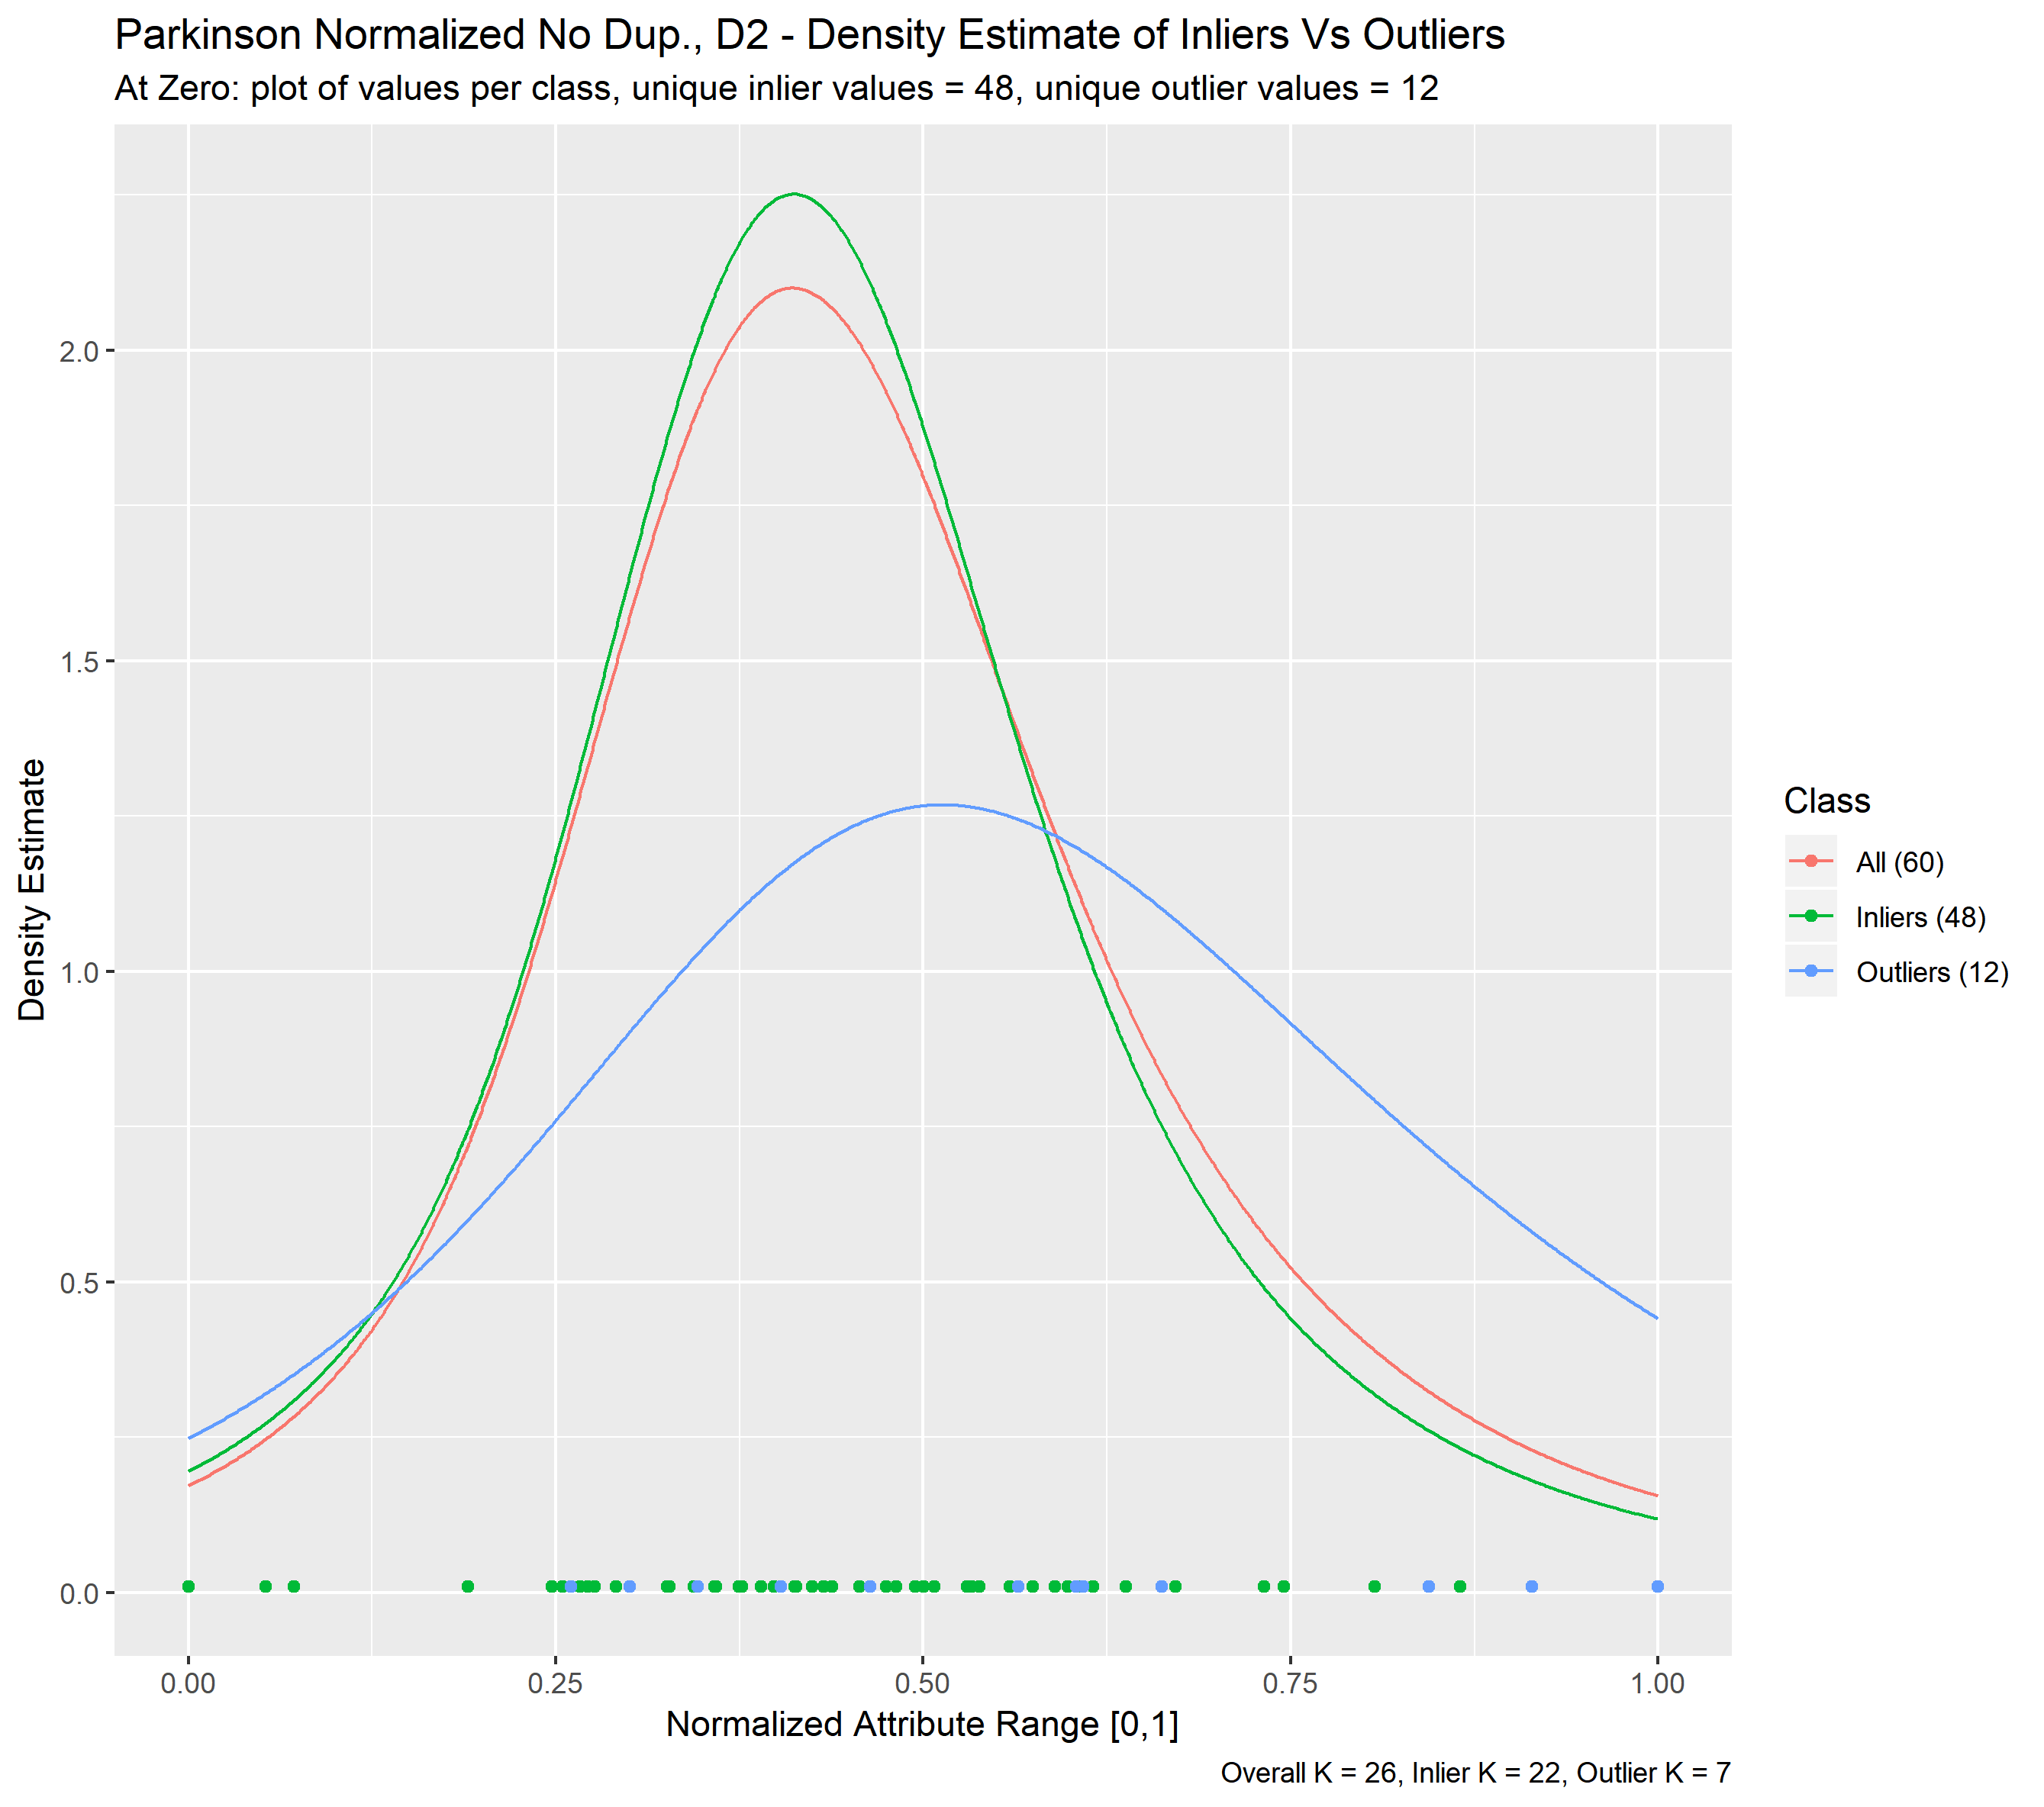 Parkinson Normalized No Dup., D2 - Density Estimate of Inliers Vs Outliers
At Zero: plot of values per class, unique inlier values = 48, unique outlier values = 12
Density Estimate
2.0
1.5
1.0
0.5
0.0
0.00
0.25
0.50
0.75
1.00
Normalized Attribute Range [0,1]
Class
All (60)
Inliers (48)
Outliers (12)
Overall K = 26, Inlier K = 22, Outlier K = 7